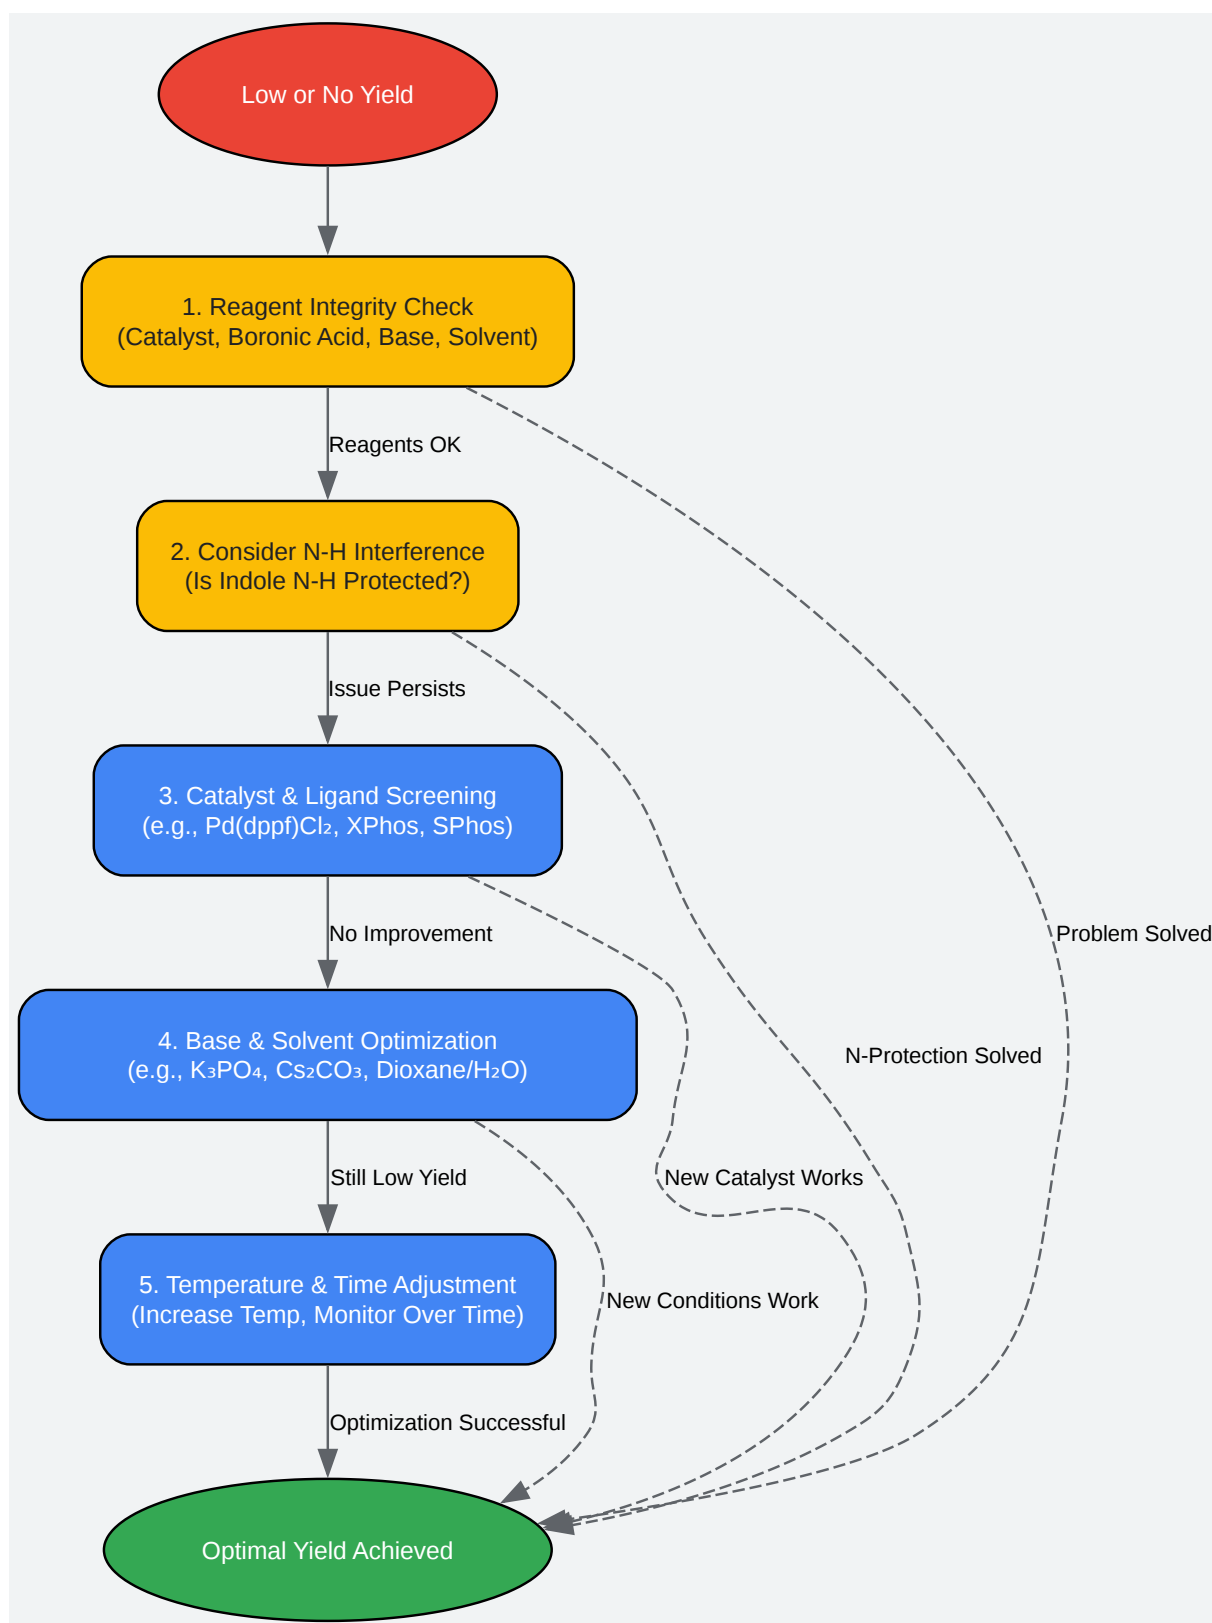 Low or No Yield
1. Reagent Integrity Check
(Catalyst, Boronic Acid, Base, Solvent)
Reagents OK
2. Consider N-H Interference
(Is Indole N-H Protected?)
Issue Persists
3. Catalyst & Ligand Screening
(e.g., Pd(dppf)Cl₂, XPhos, SPhos)
No Improvement
Problem Solved
4. Base & Solvent Optimization
(e.g., K₃PO₄, Cs₂CO₃, Dioxane/H₂O)
N-Protection Solved
Still Low Yield
New Catalyst Works
5. Temperature & Time Adjustment
(Increase Temp, Monitor Over Time)
New Conditions Work
Optimization Successful
Optimal Yield Achieved